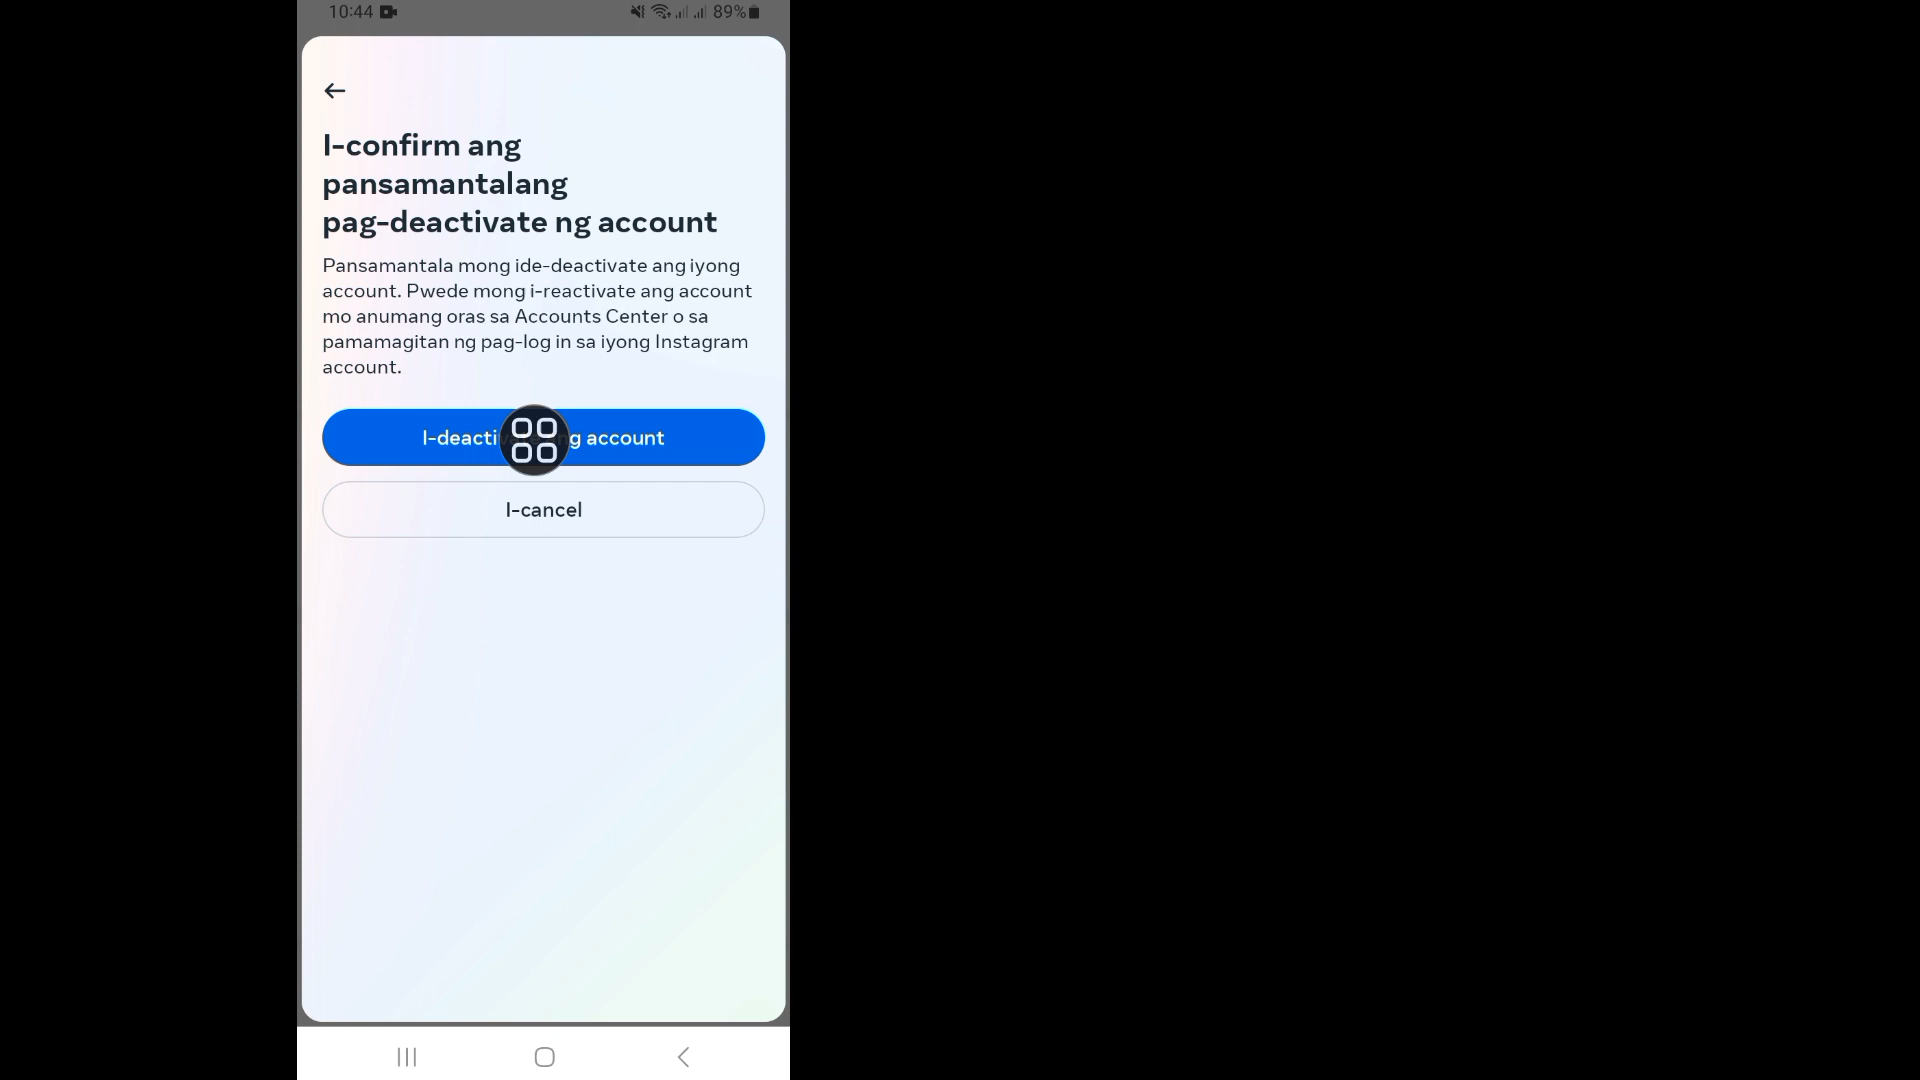 10:44
89%
I-confirm ang
pansamantalang
pag-deactivate ng account
Pansamantala mong ide-deactivate ang iyong
account. Pwede mong i-reactivate ang account
mo anumang oras sa Accounts Center o sa
pamamagitan ng pag-log in sa iyong Instagram
account.
I-deactivate ang account
I-cancel